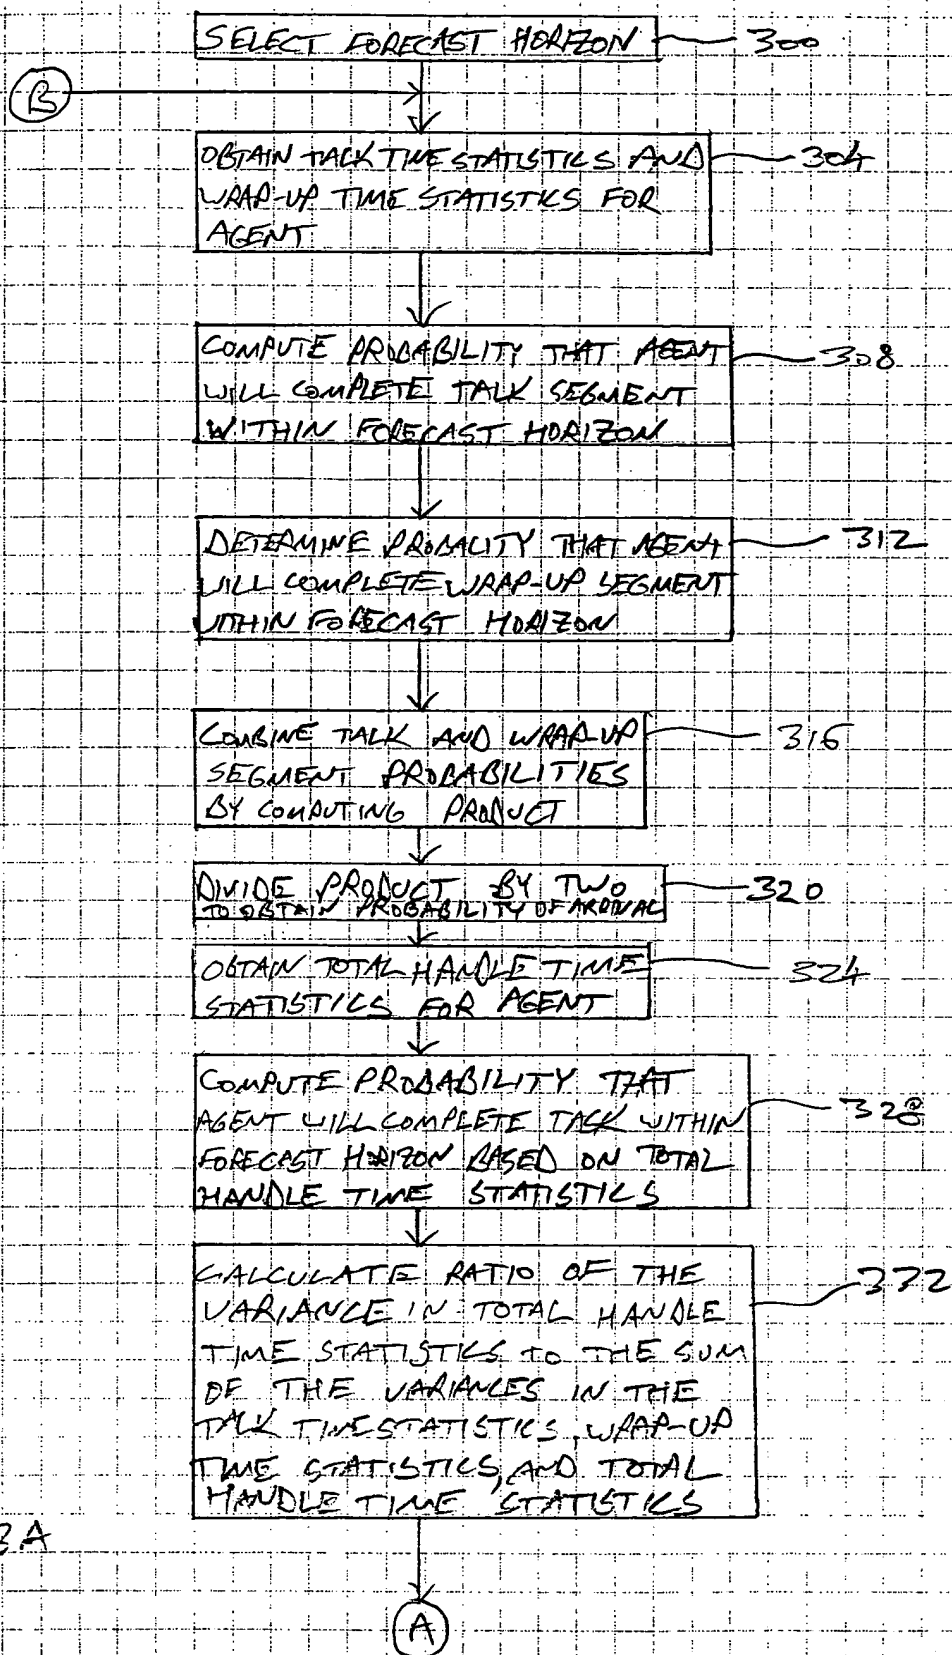 SELECT FORECAST HORIZON 300
B
OBTAIN TALK TIME STATISTICS AND 304
WRAP-UP TIME STATISTICS FOR
AGENT
COMPUTE PROBABILITY THAT AGENT 308
WILL COMPLETE TALK SEGMENT
WITHIN FORECAST HORIZON
DETERMINE PROBALITY THAT AGENT 312
WILL COMPLETE WRAP-UP SEGMENT
WITHIN FORECAST HORIZON
COMBINE TALK AND WRAP-UP 316
SEGMENT PROBABILITIES
BY COMPUTING PRODUCT
DIVIDE PRODUCT BY TWO 320
TO OBTAIN PROBABILITY OF ARRIVAL
OBTAIN TOTAL HANDLE TIME 324
STATISTICS FOR AGENT
COMPUTE PROBABILITY THAT
AGENT WILL COMPLETE TALK WITHIN 328
FORECAST HORIZON BASED ON TOTAL
HANDLE TIME STATISTICS
CALCULATE RATIO OF THE 332
VARIANCE IN TOTAL HANDLE
TIME STATISTICS TO THE SUM
OF THE VARIANCES IN THE
TALK TIME STATISTICS, WRAP-UP
TIME STATISTICS, AND TOTAL
HANDLE TIME STATISTICS
3A
A